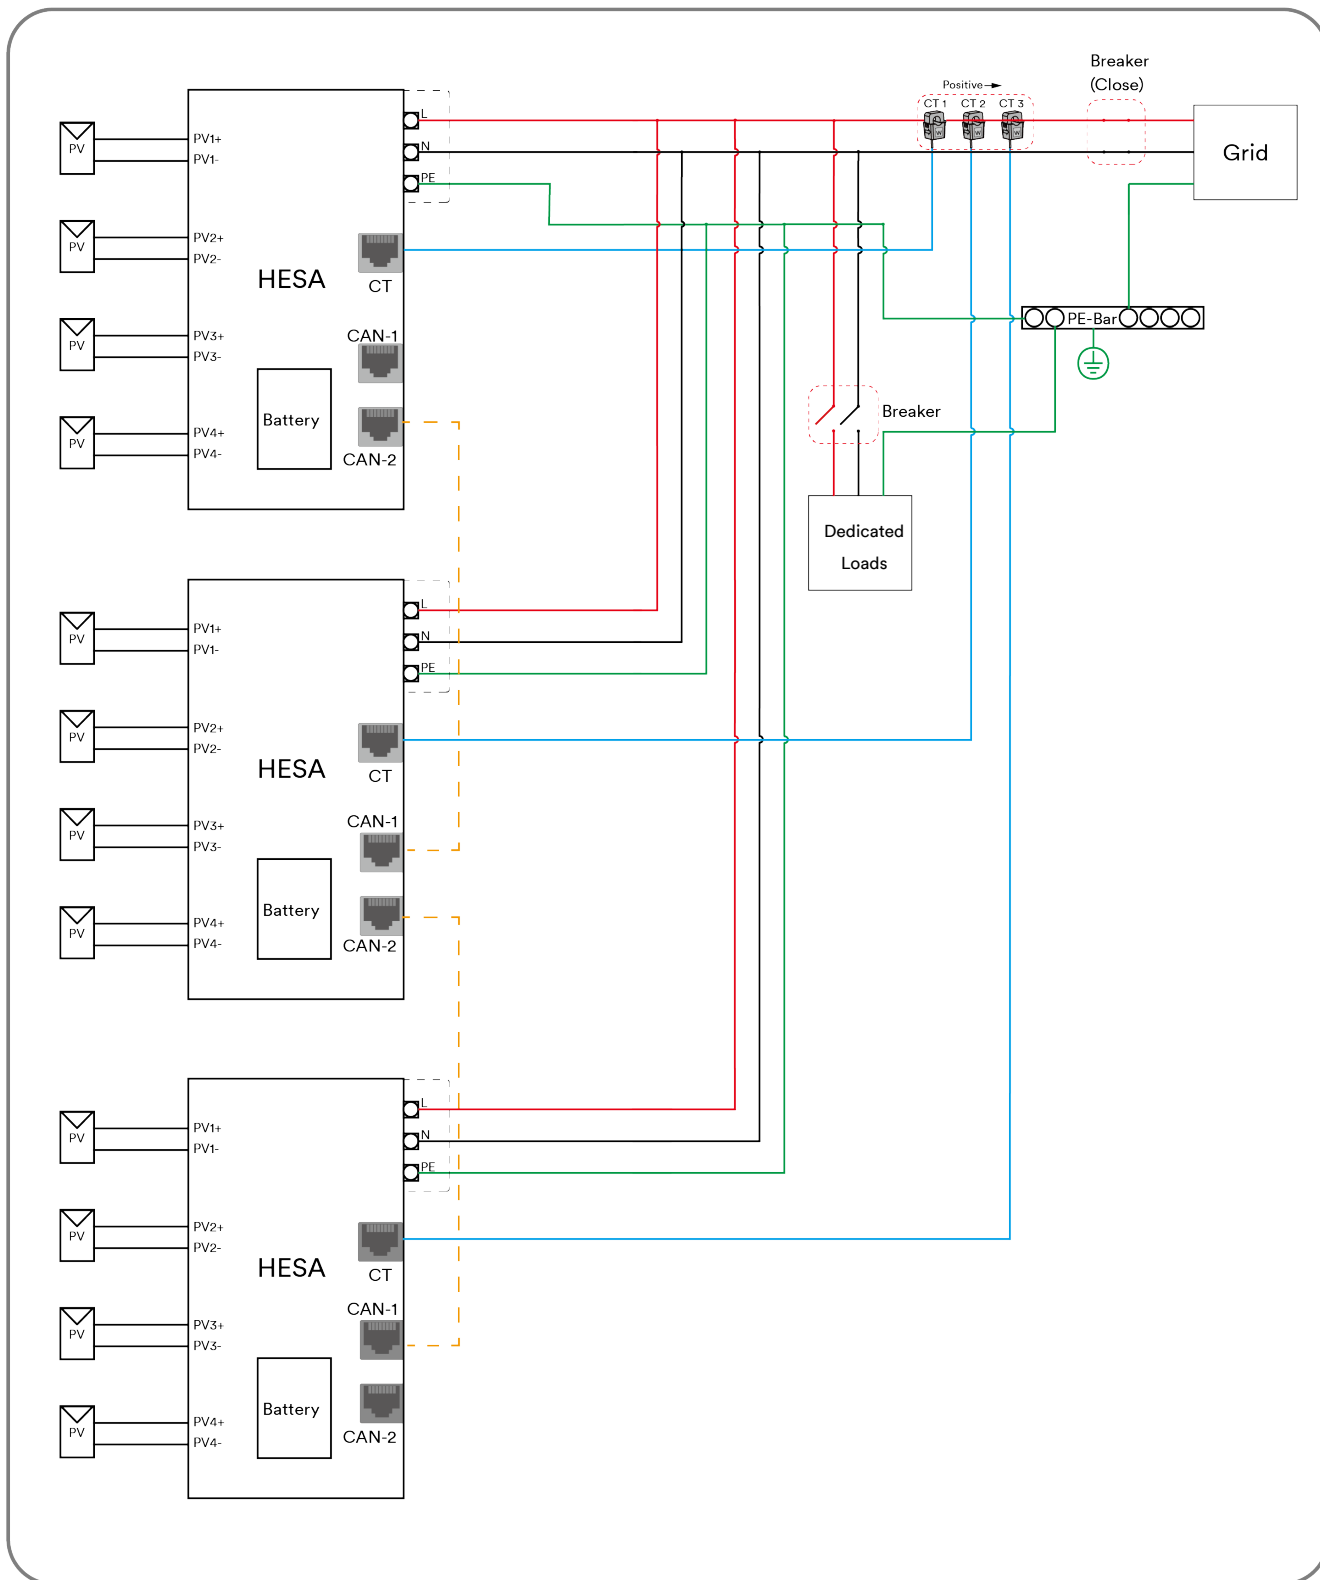 Breaker
(Close)
Positive
CT 1 CT 2 CT 3
L
N
PE
Grid
PV
PV1+
PV1-
PV
PV2+
PV2-
HESA
CT
PV
PV3+
PV3-
CAN-1
PE-Bar
PV
PV4+
PV4-
Battery
CAN-2
Breaker
Dedicated
Loads
L
N
PE
PV
PV1+
PV1-
PV
PV2+
PV2-
HESA
CT
PV
PV3+
PV3-
CAN-1
PV
PV4+
PV4-
Battery
CAN-2
L
N
PE
PV
PV1+
PV1-
PV
PV2+
PV2-
HESA
CT
PV
PV3+
PV3-
CAN-1
PV
PV4+
PV4-
Battery
CAN-2